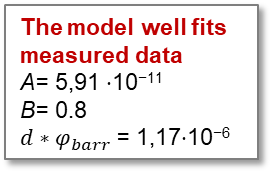 The model well fits
measured data
A= 5,91 ·10⁻¹¹
B= 0.8
𝑑 ∗ 𝜑𝑏𝑎𝑟𝑟 = 1,17·10⁻⁶